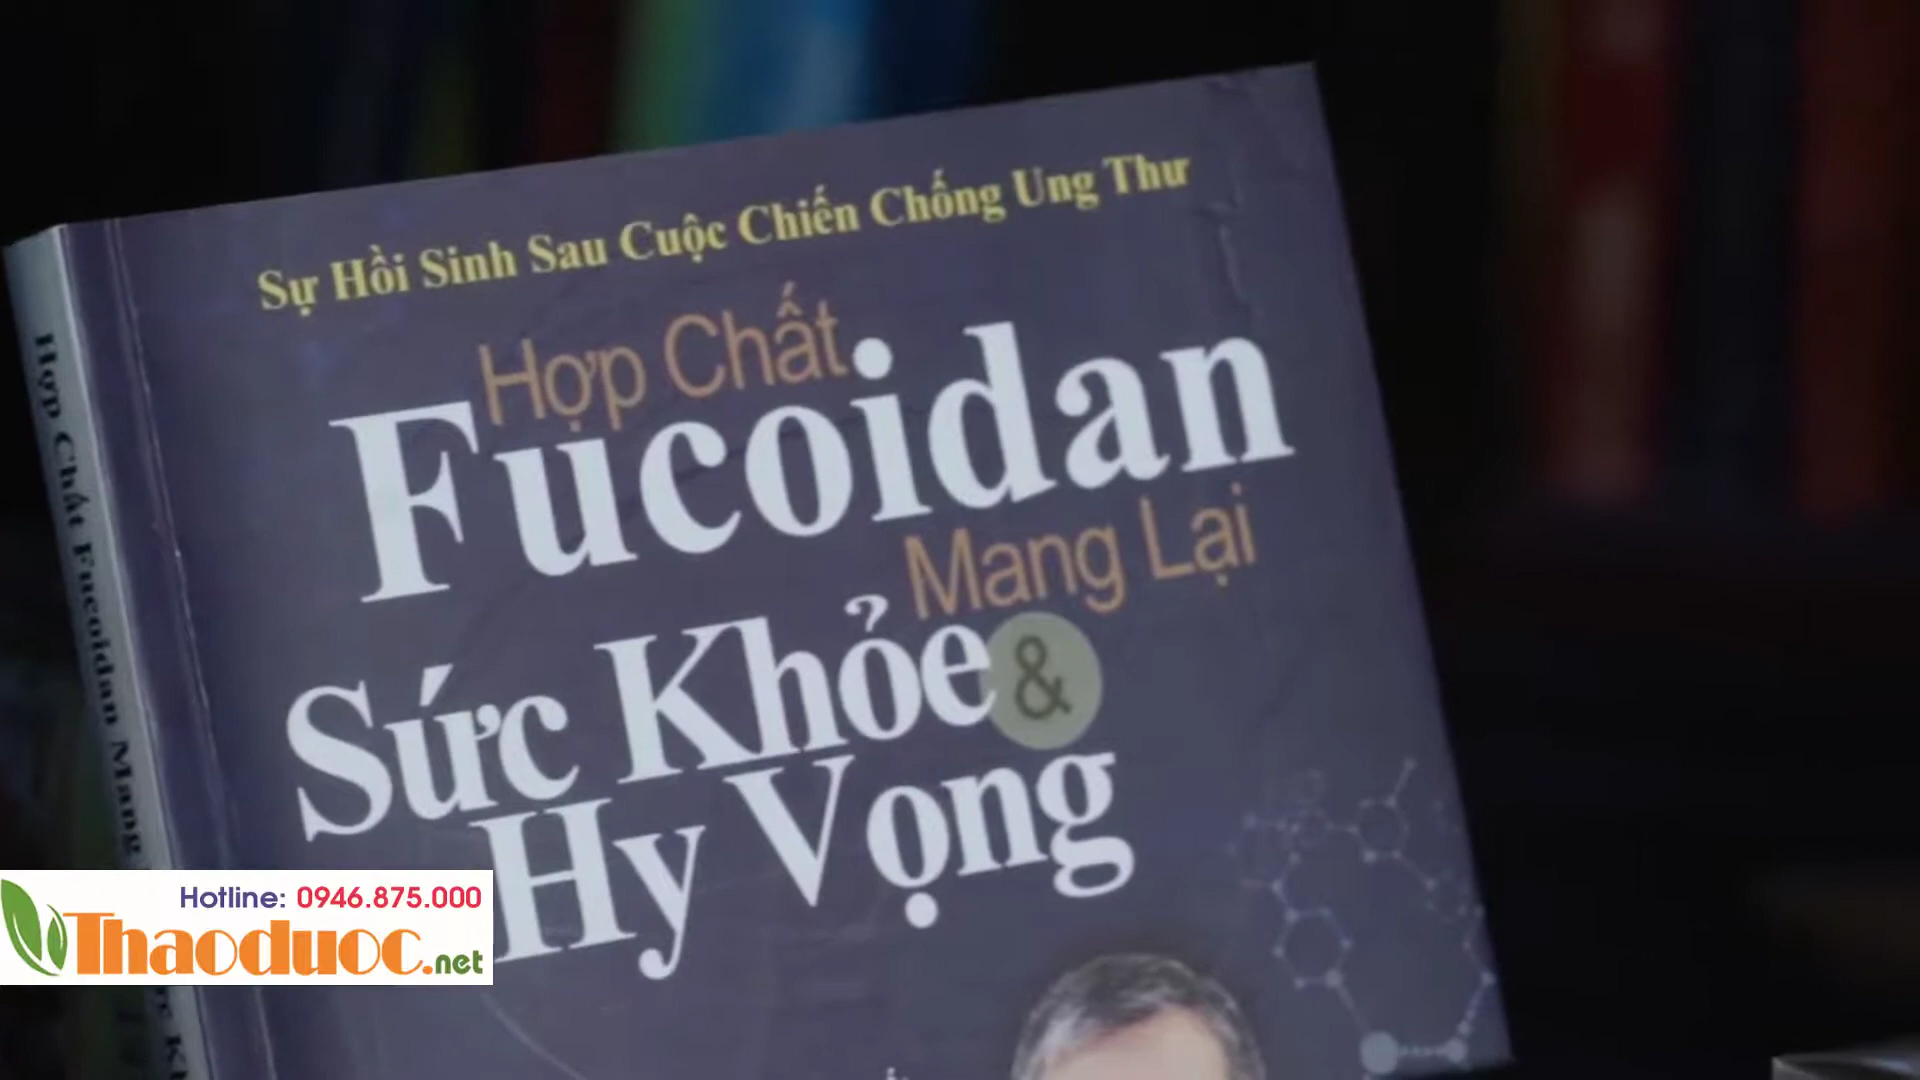 Sự Hồi Sinh Sau Cuộc Chiến Chống Ung Thư
Hợp Chất
Fucoidan
Mang Lại
Sức Khỏe &
Hy Vọng
Hợp Chất Fucoidan Mang
Hotline: 0946.875.000
Thaoduoc.net